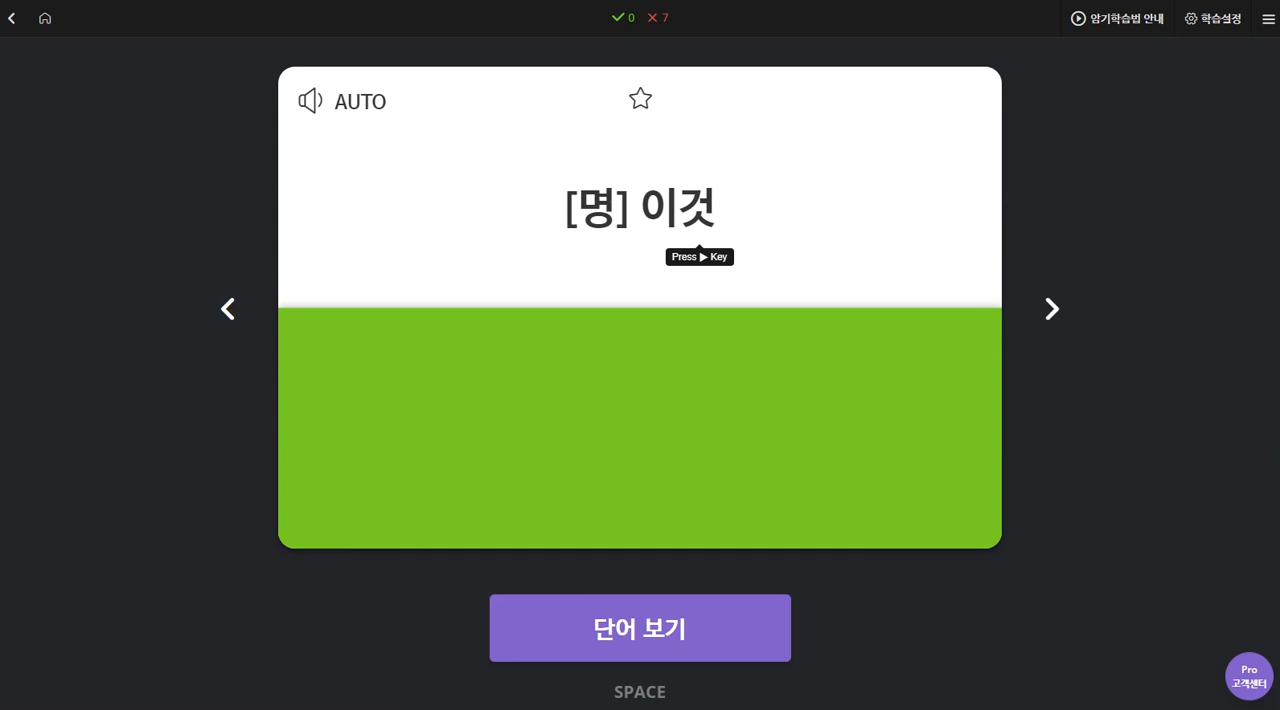 0 7
암기학습법 안내
학습설정
AUTO
[명] 이것
Press ▶ Key
단어 보기
SPACE
Pro
고객센터